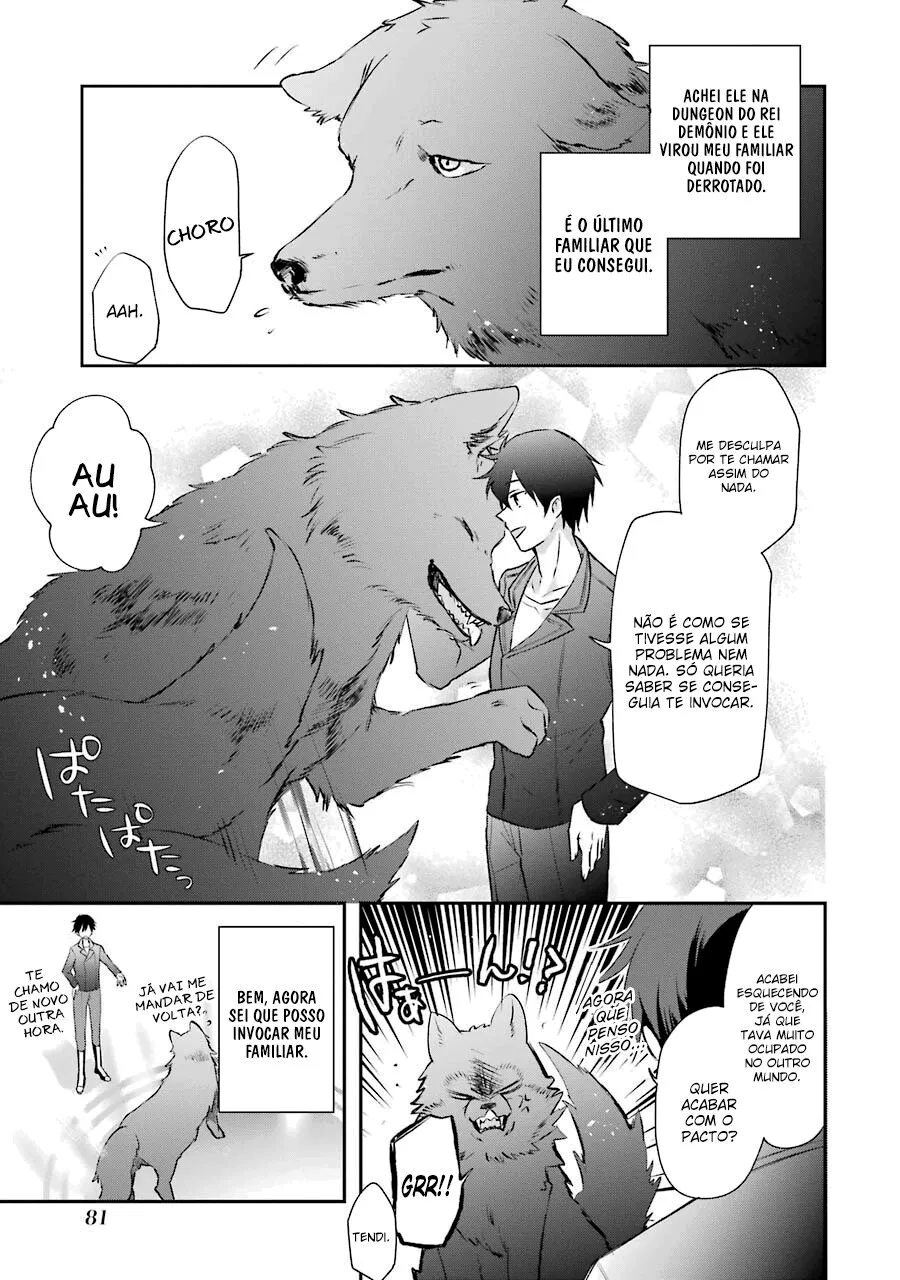 ACHEI ELE NA
DUNGEON DO REI
DEMÔNIO E ELE
VIROU MEU FAMILIAR
QUANDO FOI
DERROTADO.
É O ÚLTIMO
FAMILIAR QUE
EU CONSEGUI.
CHORO
AAH.
ME DESCULPA
POR TE CHAMAR
ASSIM DO
NADA.
NÃO É COMO SE
TIVESSE ALGUM
PROBLEMA NEM
NADA. SÓ QUERIA
SABER SE CONSE-
GUIA TE INVOCAR.
AU
AU!
ぱたぱたっ
ACABEI
ESQUECENDO
DE VOCÊ,
JÁ QUE
TAVA MUITO
OCUPADO
NO OUTRO
MUNDO.
QUER
ACABAR
COM O
PACTO?
AGORA
QUE
PENSO
NISSO...
はぁーん!?
GRR!!
TENDI.
BEM, AGORA
SEI QUE POSSO
INVOCAR MEU
FAMILIAR.
JÁ VAI ME
MANDAR DE
VOLTA?
TE
CHAMO
DE NOVO
OUTRA
HORA.
81